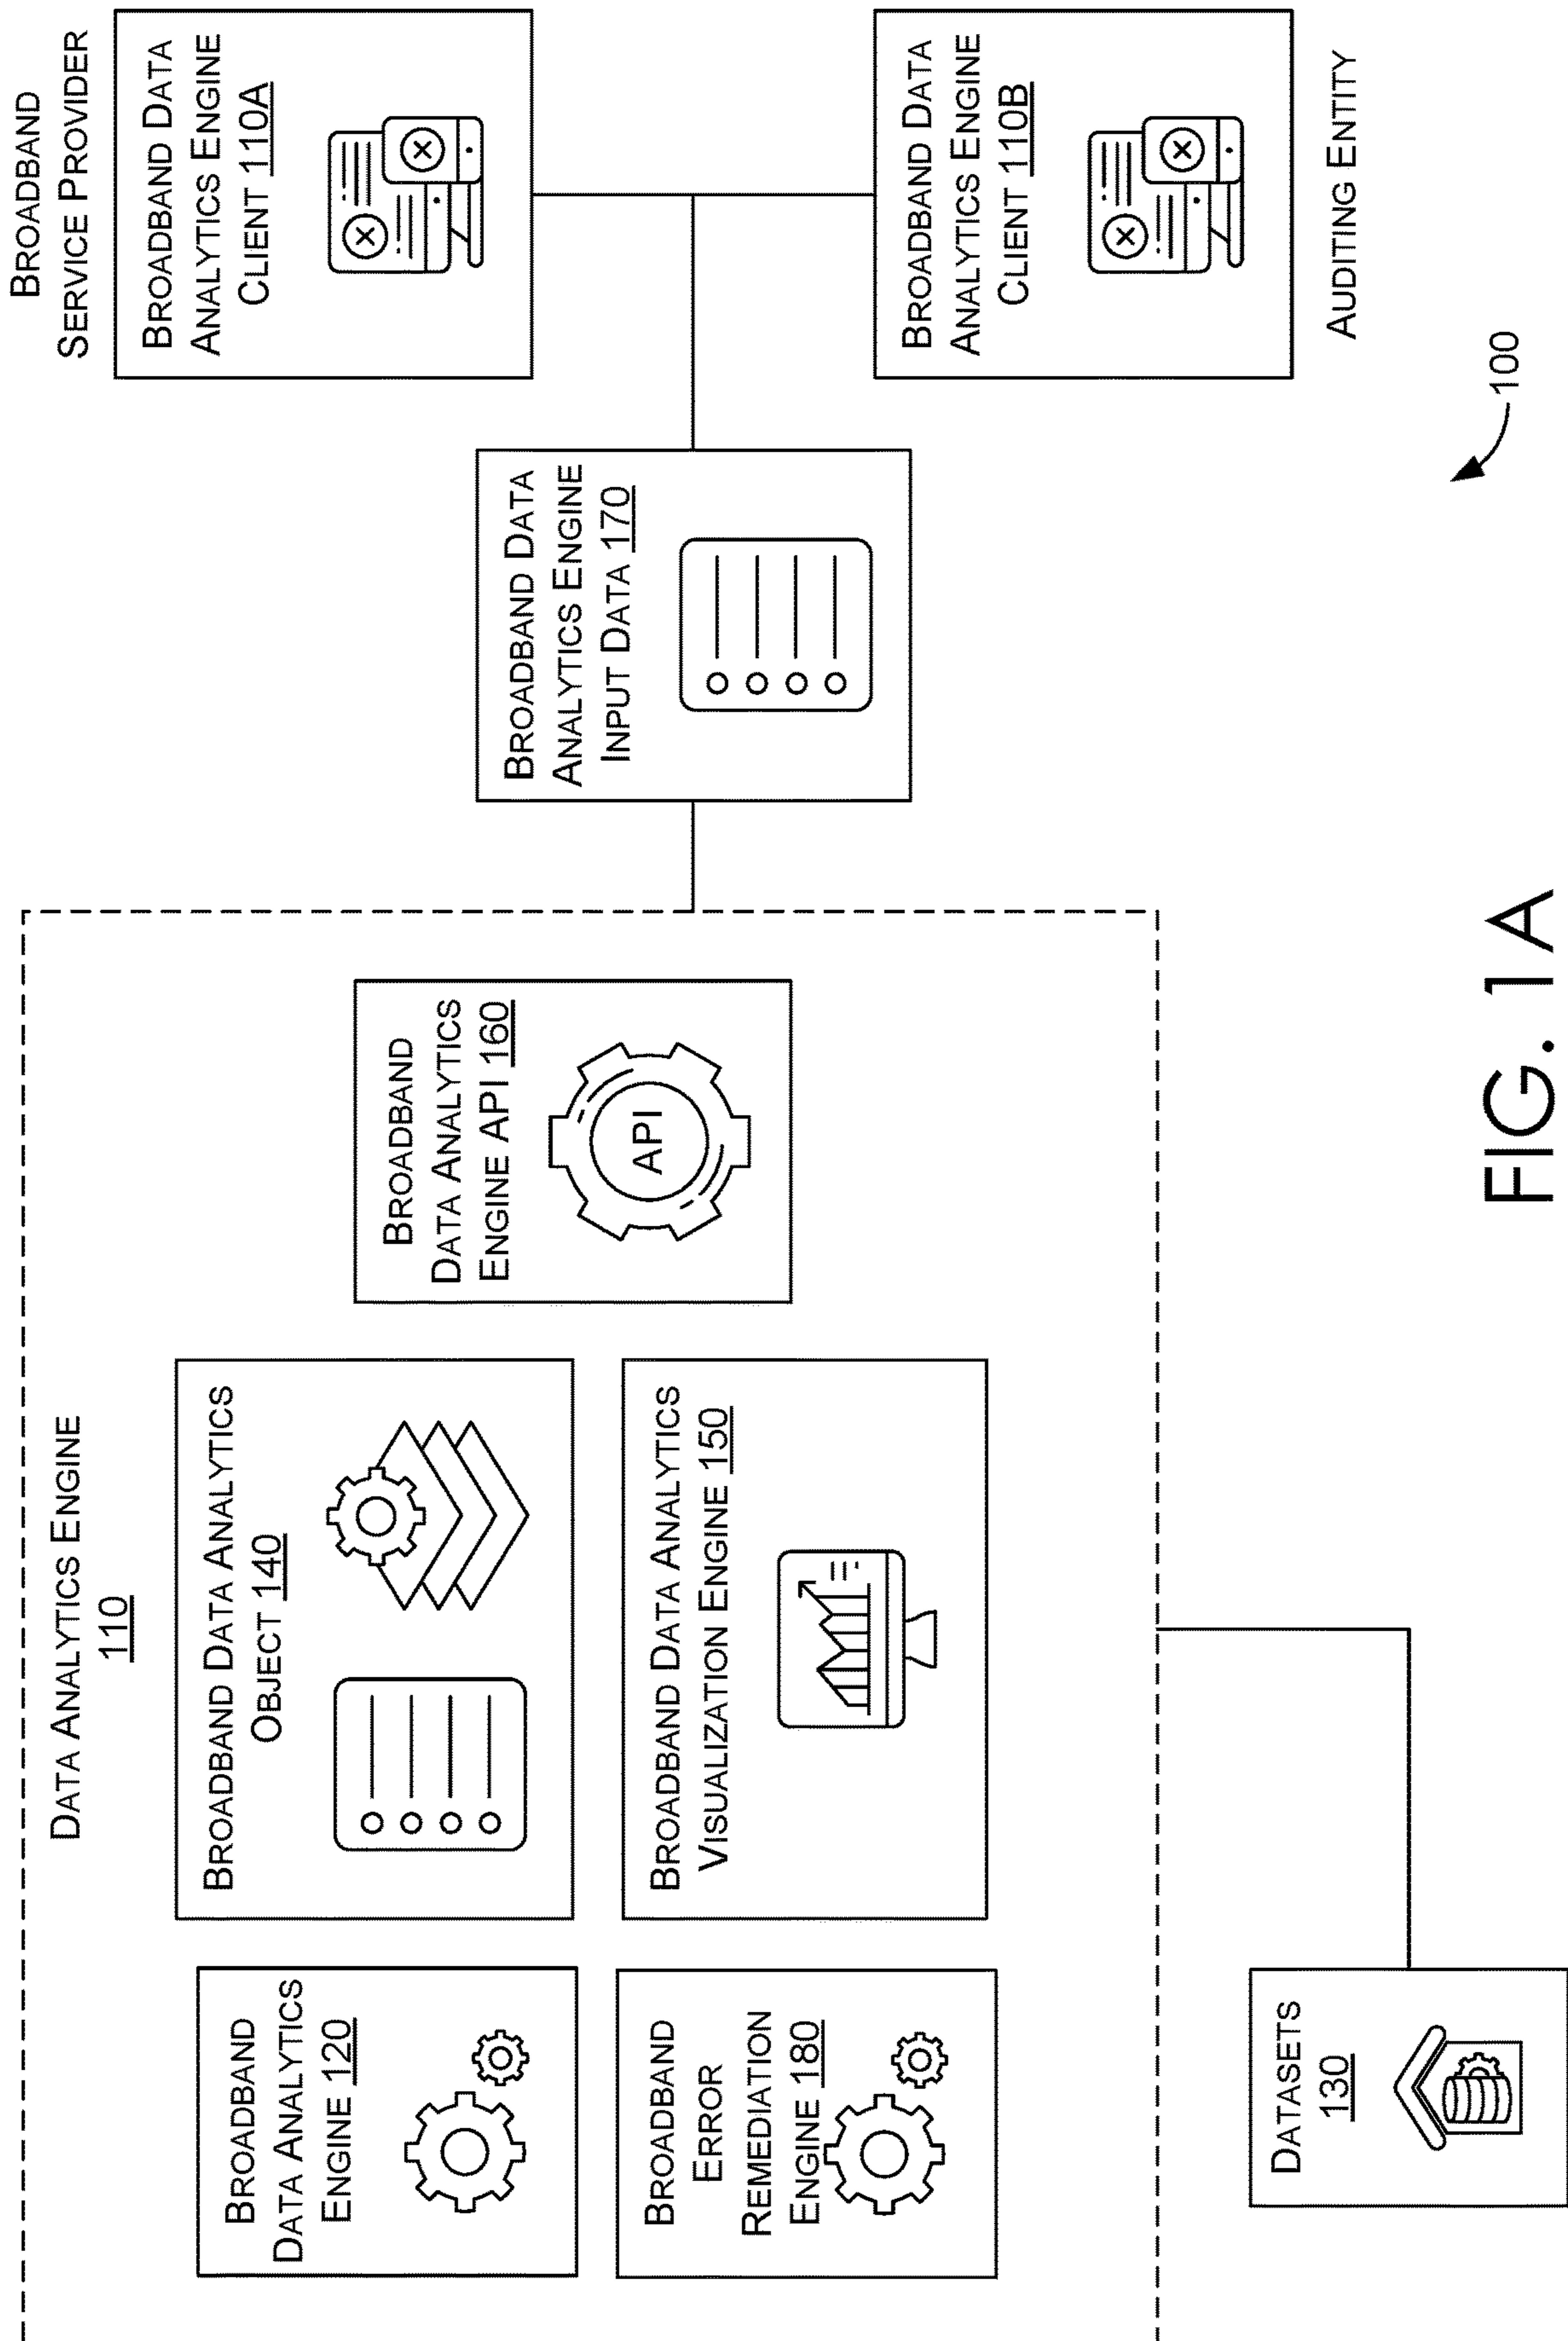 DATA ANALYTICS ENGINE
110
BROADBAND
DATA ANALYTICS
ENGINE 120
BROADBAND DATA ANALYTICS
OBJECT 140
BROADBAND
ERROR
REMEDIATION
ENGINE 180
BROADBAND DATA ANALYTICS
VISUALIZATION ENGINE 150
BROADBAND
DATA ANALYTICS
ENGINE API 160
API
DATASETS
130
BROADBAND DATA
ANALYTICS ENGINE
INPUT DATA 170
BROADBAND
SERVICE PROVIDER
BROADBAND DATA
ANALYTICS ENGINE
CLIENT 110A
BROADBAND DATA
ANALYTICS ENGINE
CLIENT 110B
AUDITING ENTITY
100
FIG. 1A